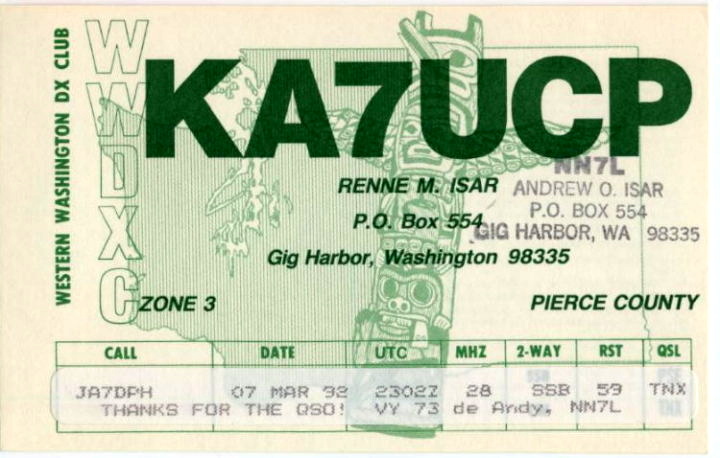 WESTERN WASHINGTON DX CLUB
WWDXC
KA7UCP
RENNE M. ISAR
P.O. Box 554
Gig Harbor, Washington 98335
NN7L
ANDREW O. ISAR
P.O. BOX 554
GIG HARBOR, WA 98335
ZONE 3
PIERCE COUNTY
CALL DATE UTC MHZ 2-WAY RST QSL
JA7DPH 07 MAR 92 2302Z 28 SSB 59 TNX
THANKS FOR THE QSO! VY 73 de Andy, NN7L